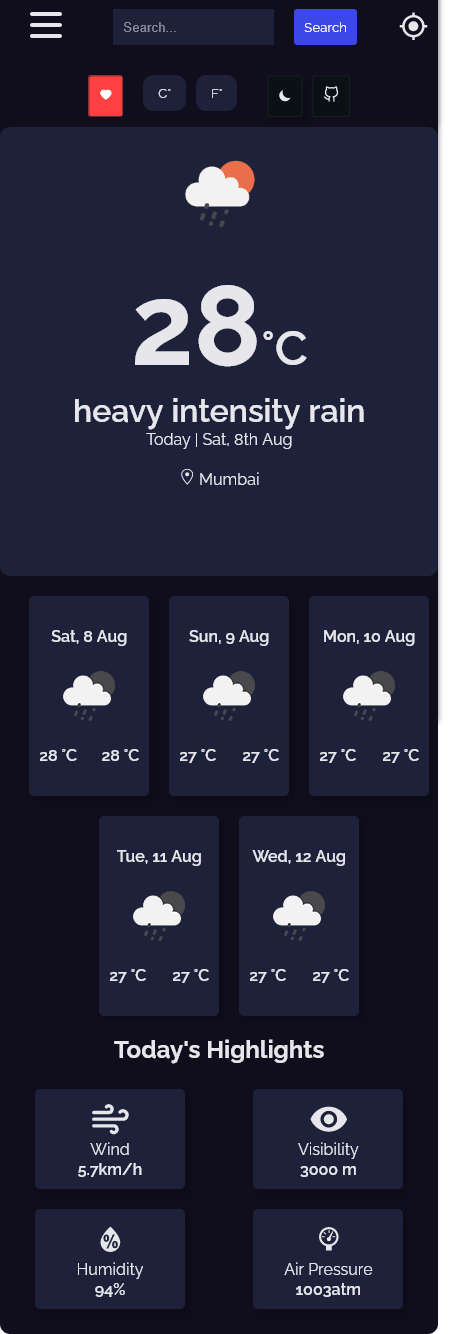 Search... Search
C° F°
28°C
heavy intensity rain
Today | Sat, 8th Aug
Mumbai
Sat, 8 Aug Sun, 9 Aug Mon, 10 Aug
28 °C 28 °C 27 °C 27 °C 27 °C 27 °C
Tue, 11 Aug Wed, 12 Aug
27 °C 27 °C 27 °C 27 °C
Today's Highlights
Wind Visibility
5.7km/h 3000 m
%
Humidity Air Pressure
94% 1003atm